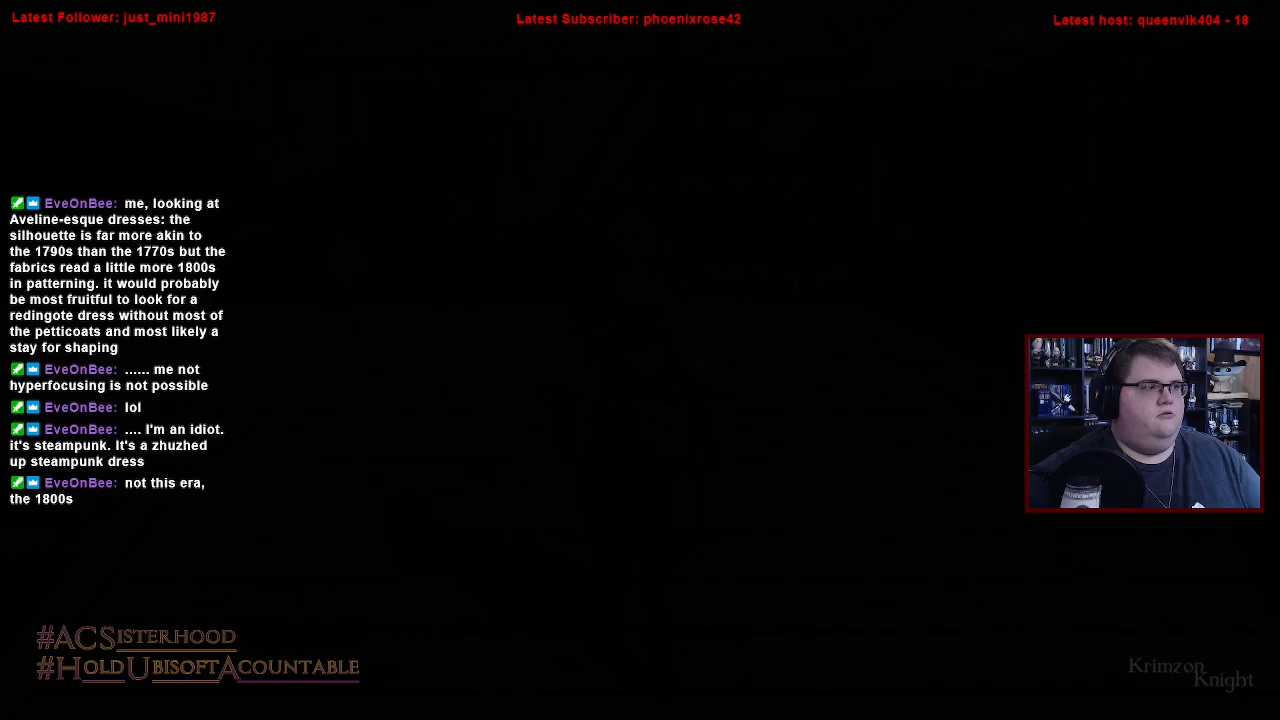 Latest Follower: just_mini1987
Latest Subscriber: phoenixrose42
Latest host: queenvik404 - 18
EveOnBee: me, looking at
Aveline-esque dresses: the
silhouette is far more akin to
the 1790s than the 1770s but the
fabrics read a little more 1800s
in patterning. it would probably
be most fruitful to look for a
redingote dress without most of
the petticoats and most likely a
stay for shaping
EveOnBee: ...... me not
hyperfocusing is not possible
EveOnBee: lol
EveOnBee: .... I'm an idiot.
it's steampunk. It's a zhuzhed
up steampunk dress
EveOnBee: not this era,
the 1800s
#ACSisterhood
#HoldUbisoftAcountable
Krimzon
Knight